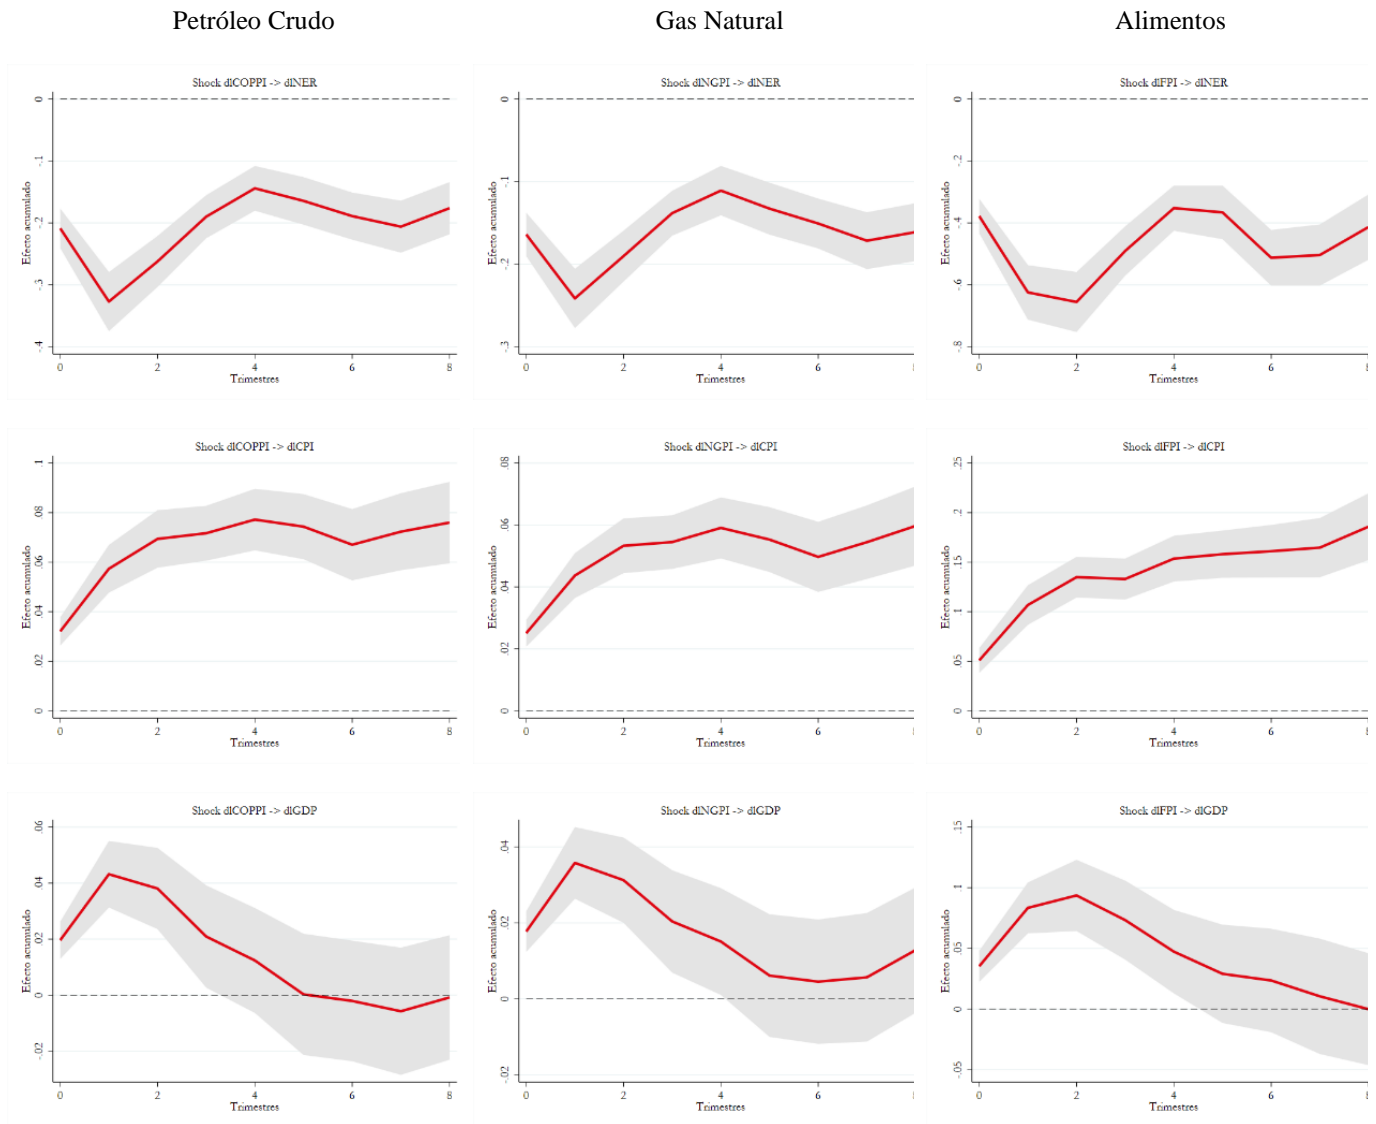 Petróleo Crudo
Gas Natural
Alimentos
Shock dlCOPPI -> dlNER
Efecto acumulado
0
-.1
-.2
-.3
-.4
0 2 4 6 8
Trimestres
Shock dlNGPI -> dlNER
Efecto acumulado
0
-.1
-.2
-.3
0 2 4 6
Trimestres
Shock dlFPI -> dlNER
Efecto acumulado
0
-.2
-.4
-.6
-.8
0 2 4 6
Trimestres
Shock dlCOPPI -> dlCPI
Efecto acumulado
.1
.08
.06
.04
.02
0
0 2 4 6 8
Trimestres
Shock dlNGPI -> dlCPI
Efecto acumulado
.08
.06
.04
.02
0
0 2 4 6
Trimestres
Shock dlFPI -> dlCPI
Efecto acumulado
.25
.2
.15
.1
.05
0
0 2 4 6
Trimestres
Shock dlCOPPI -> dlGDP
Efecto acumulado
.06
.04
.02
0
-.02
0 2 4 6 8
Trimestres
Shock dlNGPI -> dlGDP
Efecto acumulado
.04
.02
0
-.02
0 2 4 6
Trimestres
Shock dlFPI -> dlGDP
Efecto acumulado
.15
.1
.05
0
-.05
0 2 4 6
Trimestres